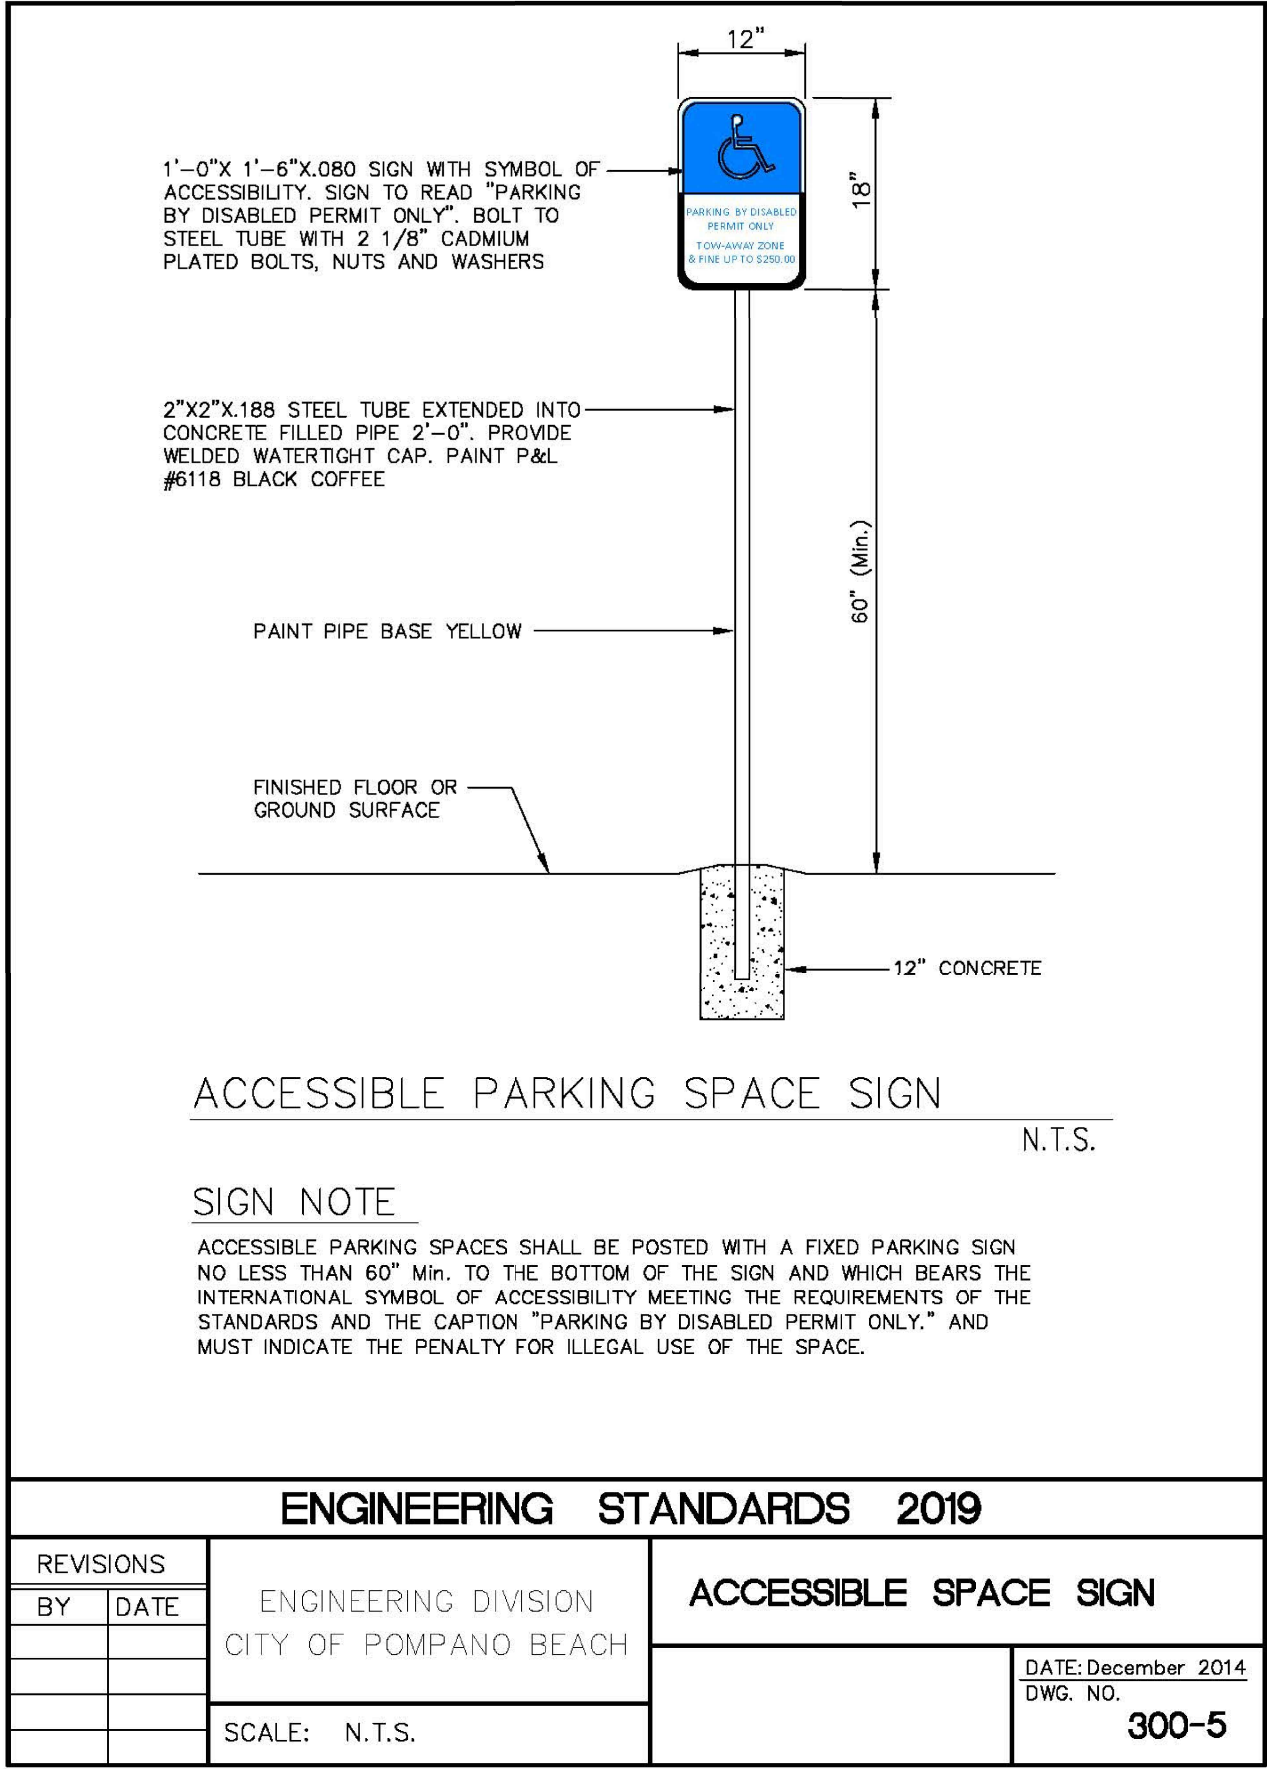 12"
1'-0"X 1'-6"X.080 SIGN WITH SYMBOL OF
ACCESSIBILITY. SIGN TO READ "PARKING
BY DISABLED PERMIT ONLY". BOLT TO
STEEL TUBE WITH 2 1/8" CADMIUM
PLATED BOLTS, NUTS AND WASHERS
PARKING BY DISABLED
PERMIT ONLY
TOW-AWAY ZONE
& FINE UP TO $250.00
18"
2"X2"X.188 STEEL TUBE EXTENDED INTO
CONCRETE FILLED PIPE 2'-0". PROVIDE
WELDED WATERTIGHT CAP. PAINT P&L
#6118 BLACK COFFEE
60" (Min.)
PAINT PIPE BASE YELLOW
FINISHED FLOOR OR
GROUND SURFACE
12" CONCRETE
ACCESSIBLE PARKING SPACE SIGN
N.T.S.
SIGN NOTE
ACCESSIBLE PARKING SPACES SHALL BE POSTED WITH A FIXED PARKING SIGN
NO LESS THAN 60" Min. TO THE BOTTOM OF THE SIGN AND WHICH BEARS THE
INTERNATIONAL SYMBOL OF ACCESSIBILITY MEETING THE REQUIREMENTS OF THE
STANDARDS AND THE CAPTION "PARKING BY DISABLED PERMIT ONLY." AND
MUST INDICATE THE PENALTY FOR ILLEGAL USE OF THE SPACE.
ENGINEERING STANDARDS 2019
REVISIONS
BY DATE
ENGINEERING DIVISION
CITY OF POMPANO BEACH
SCALE: N.T.S.
ACCESSIBLE SPACE SIGN
DATE: December 2014
DWG. NO.
300-5